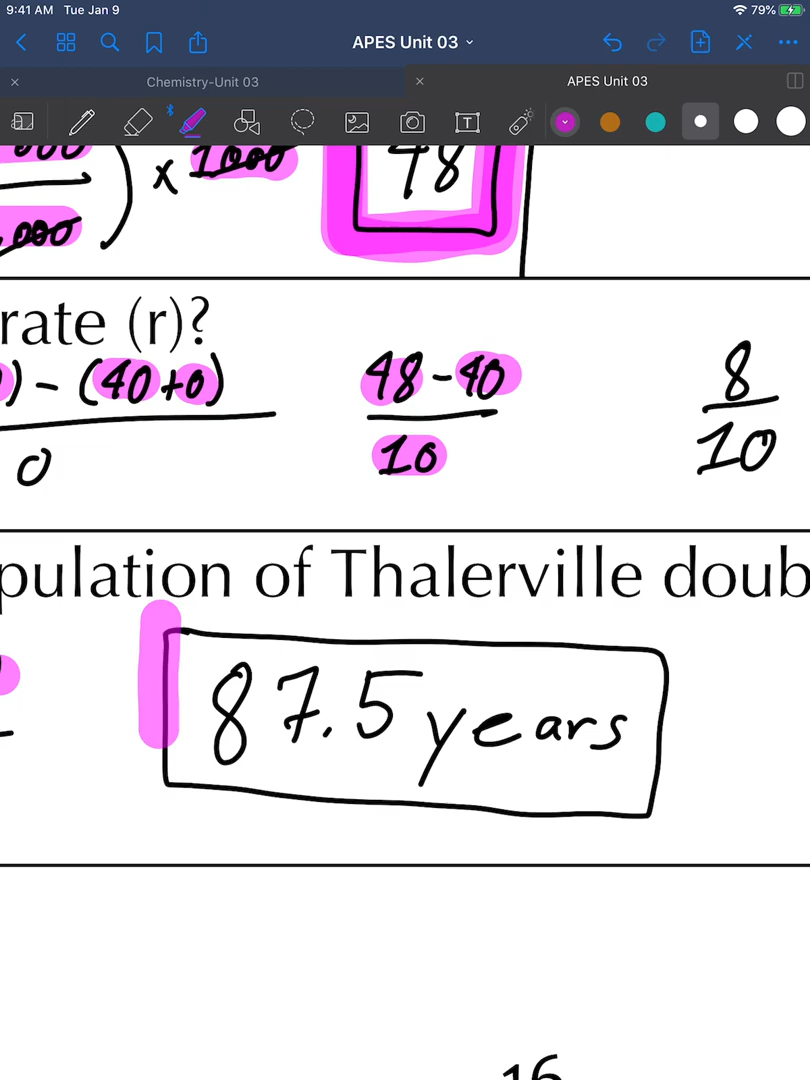 9:41 AM Tue Jan 9 79%
APES Unit 03
Chemistry-Unit 03
APES Unit 03
T
) × 1000 48
000
rate (r)?
) - (40+0) 48-40 8
0 10 10
pulation of Thalerville doub
87.5 years
16